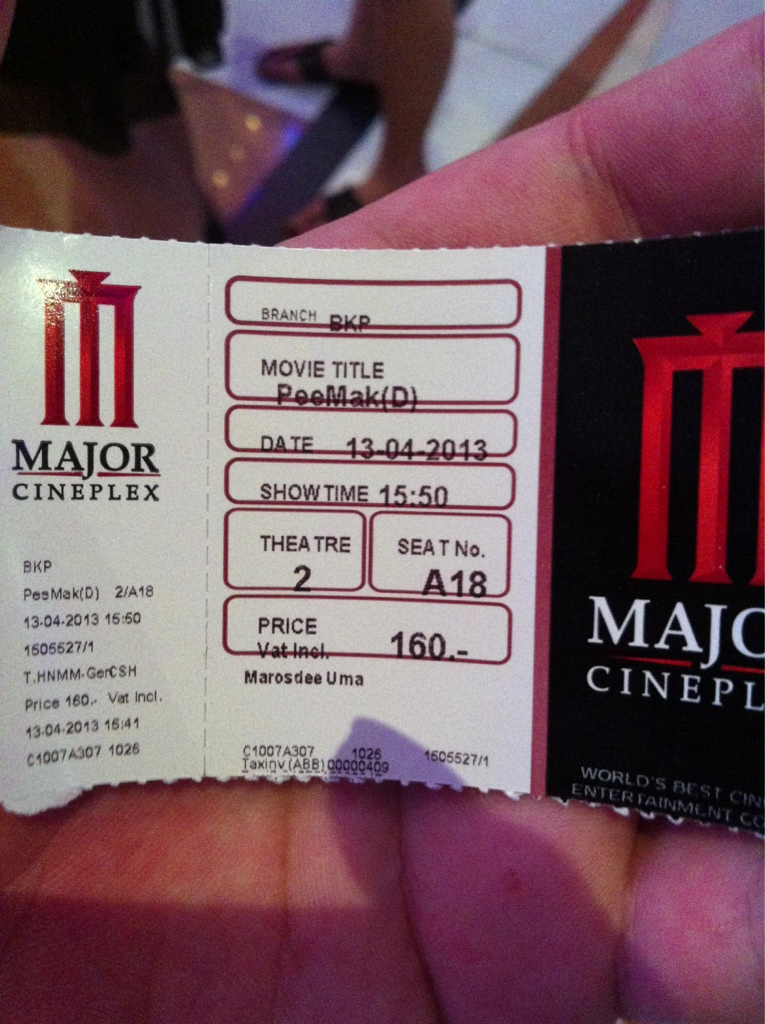 MAJOR
CINEPLEX
BKP
PeeMak(D) 2/A18
13-04-2013 15:50
1505527/1
T.HNMM-GenCSH
Price 160.- Vat Incl.
13-04-2013 15:41
C1007A307 1026
BRANCH BKP
MOVIE TITLE
PeeMak(D)
DATE 13-04-2013
SHOWTIME 15:50
THEATRE
2
SEAT No.
A18
PRICE
Vat Incl. 160.-
Marosdee Uma
C1007A307 1026 1505527/1
Taxinv(ABB)00000409
MAJO
CINEPL
WORLD'S BEST CIN
ENTERTAINMENT CO